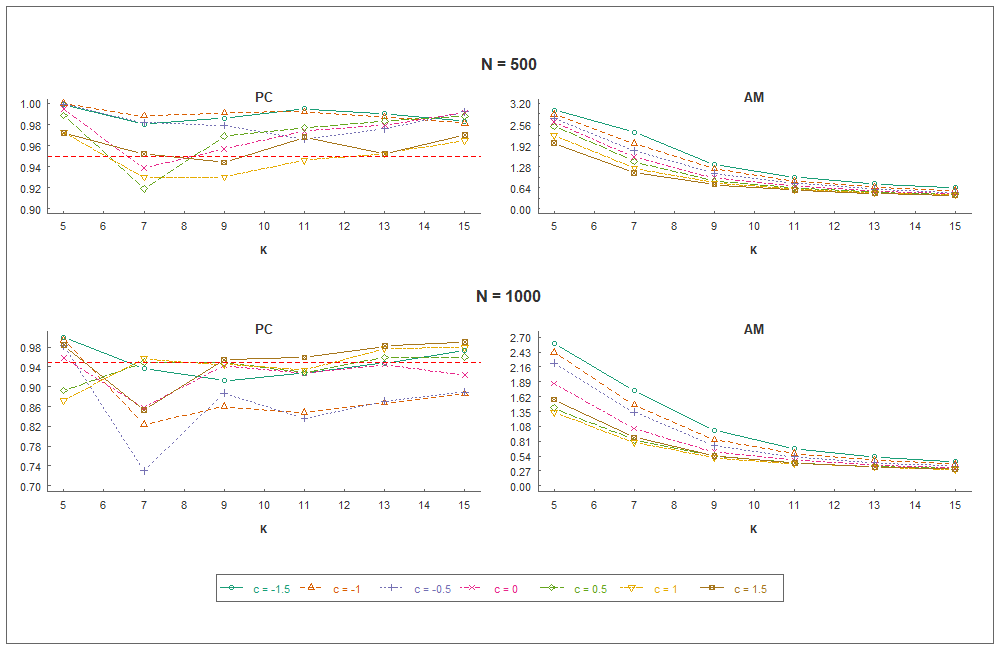 N = 500
PC
AM
1.00
0.98
0.96
0.94
0.92
0.90
5 6 7 8 9 10 11 12 13 14 15
K
3.20
2.56
1.92
1.28
0.64
0.00
5 6 7 8 9 10 11 12 13 14 15
K
N = 1000
PC
AM
0.98
0.94
0.90
0.86
0.82
0.78
0.74
0.70
5 6 7 8 9 10 11 12 13 14 15
K
2.70
2.43
2.16
1.89
1.62
1.35
1.08
0.81
0.54
0.27
0.00
5 6 7 8 9 10 11 12 13 14 15
K
c = -1.5 c = -1 c = -0.5 c = 0 c = 0.5 c = 1 c = 1.5